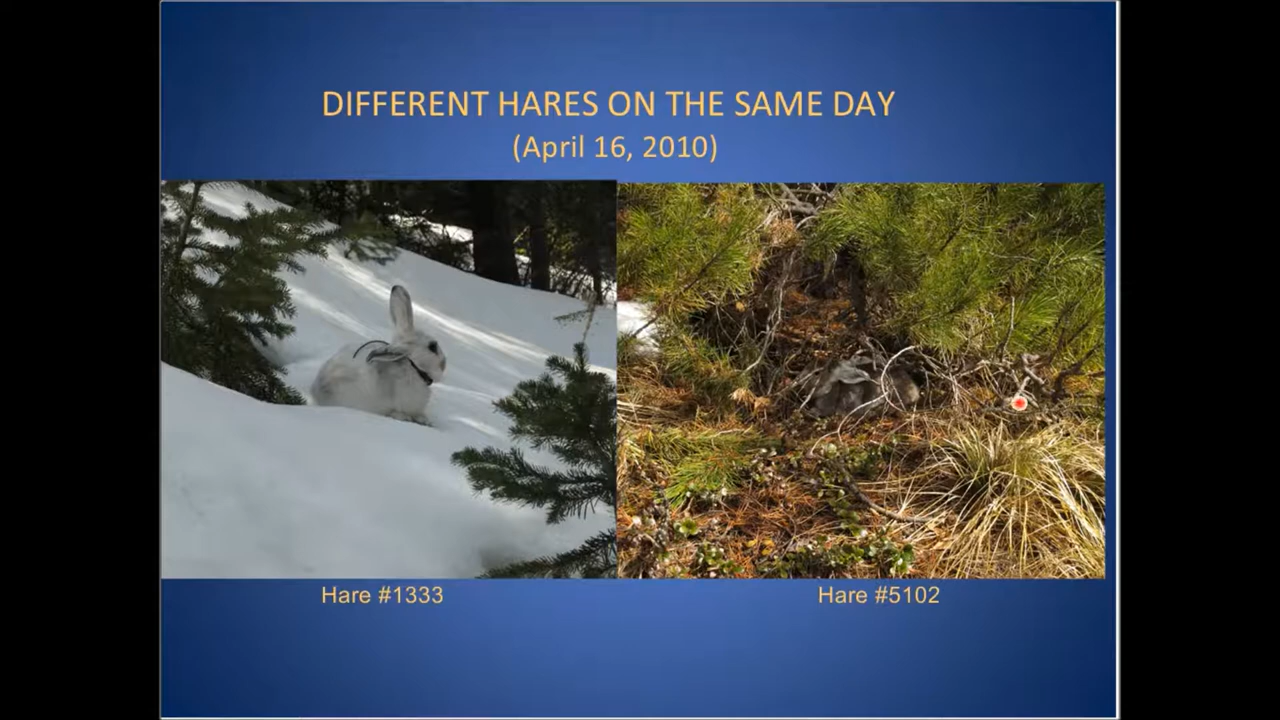 DIFFERENT HARES ON THE SAME DAY
(April 16, 2010)
Hare #1333
Hare #5102